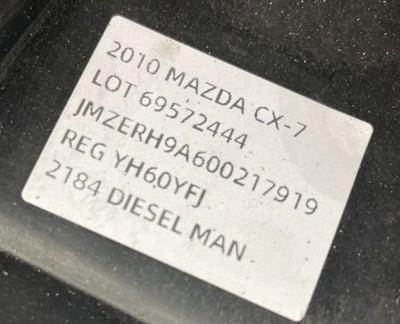 2010 MAZDA CX-7
LOT 69572444
JMZERH9A600217919
REG YH60YFJ
2184 DIESEL MAN